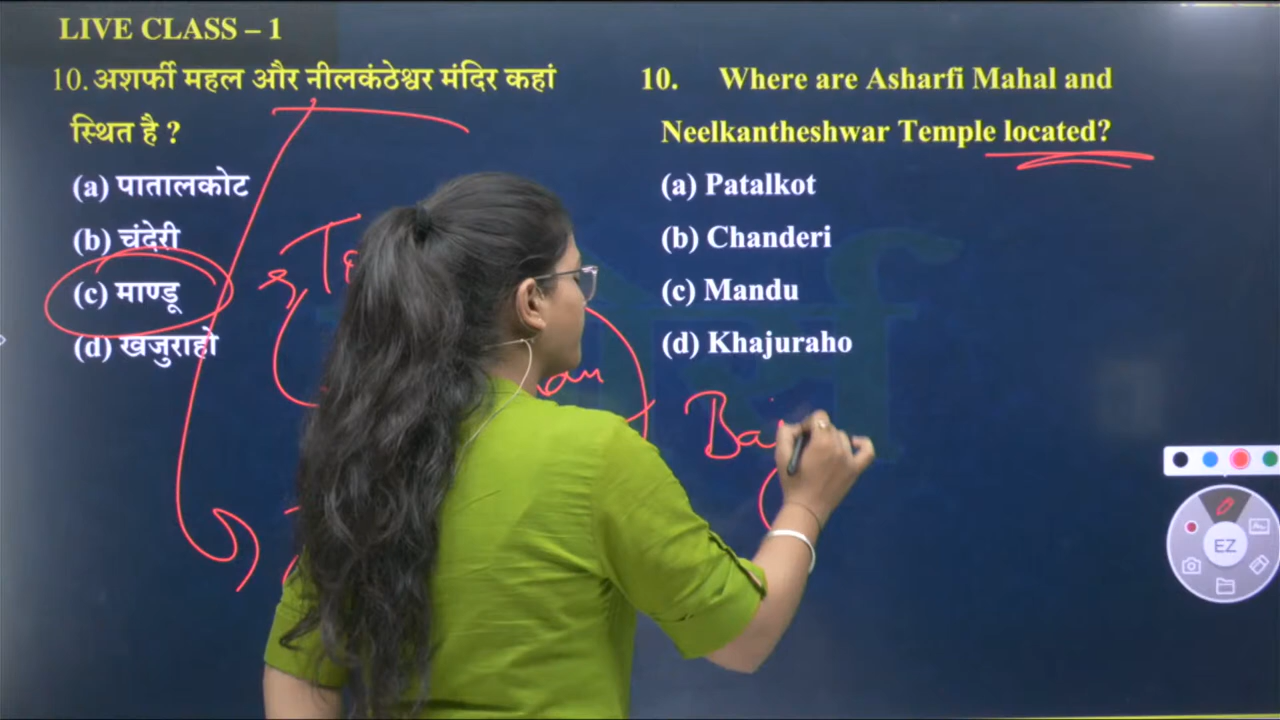 LIVE CLASS – 1
10. अशर्फी महल और नीलकंठेश्वर मंदिर कहां
स्थित है ?
(a) पातालकोट
(b) चंदेरी
(c) माण्डू
(d) खजुराहो
10. Where are Asharfi Mahal and
Neelkantheshwar Temple located?
(a) Patalkot
(b) Chanderi
(c) Mandu
(d) Khajuraho
EZ